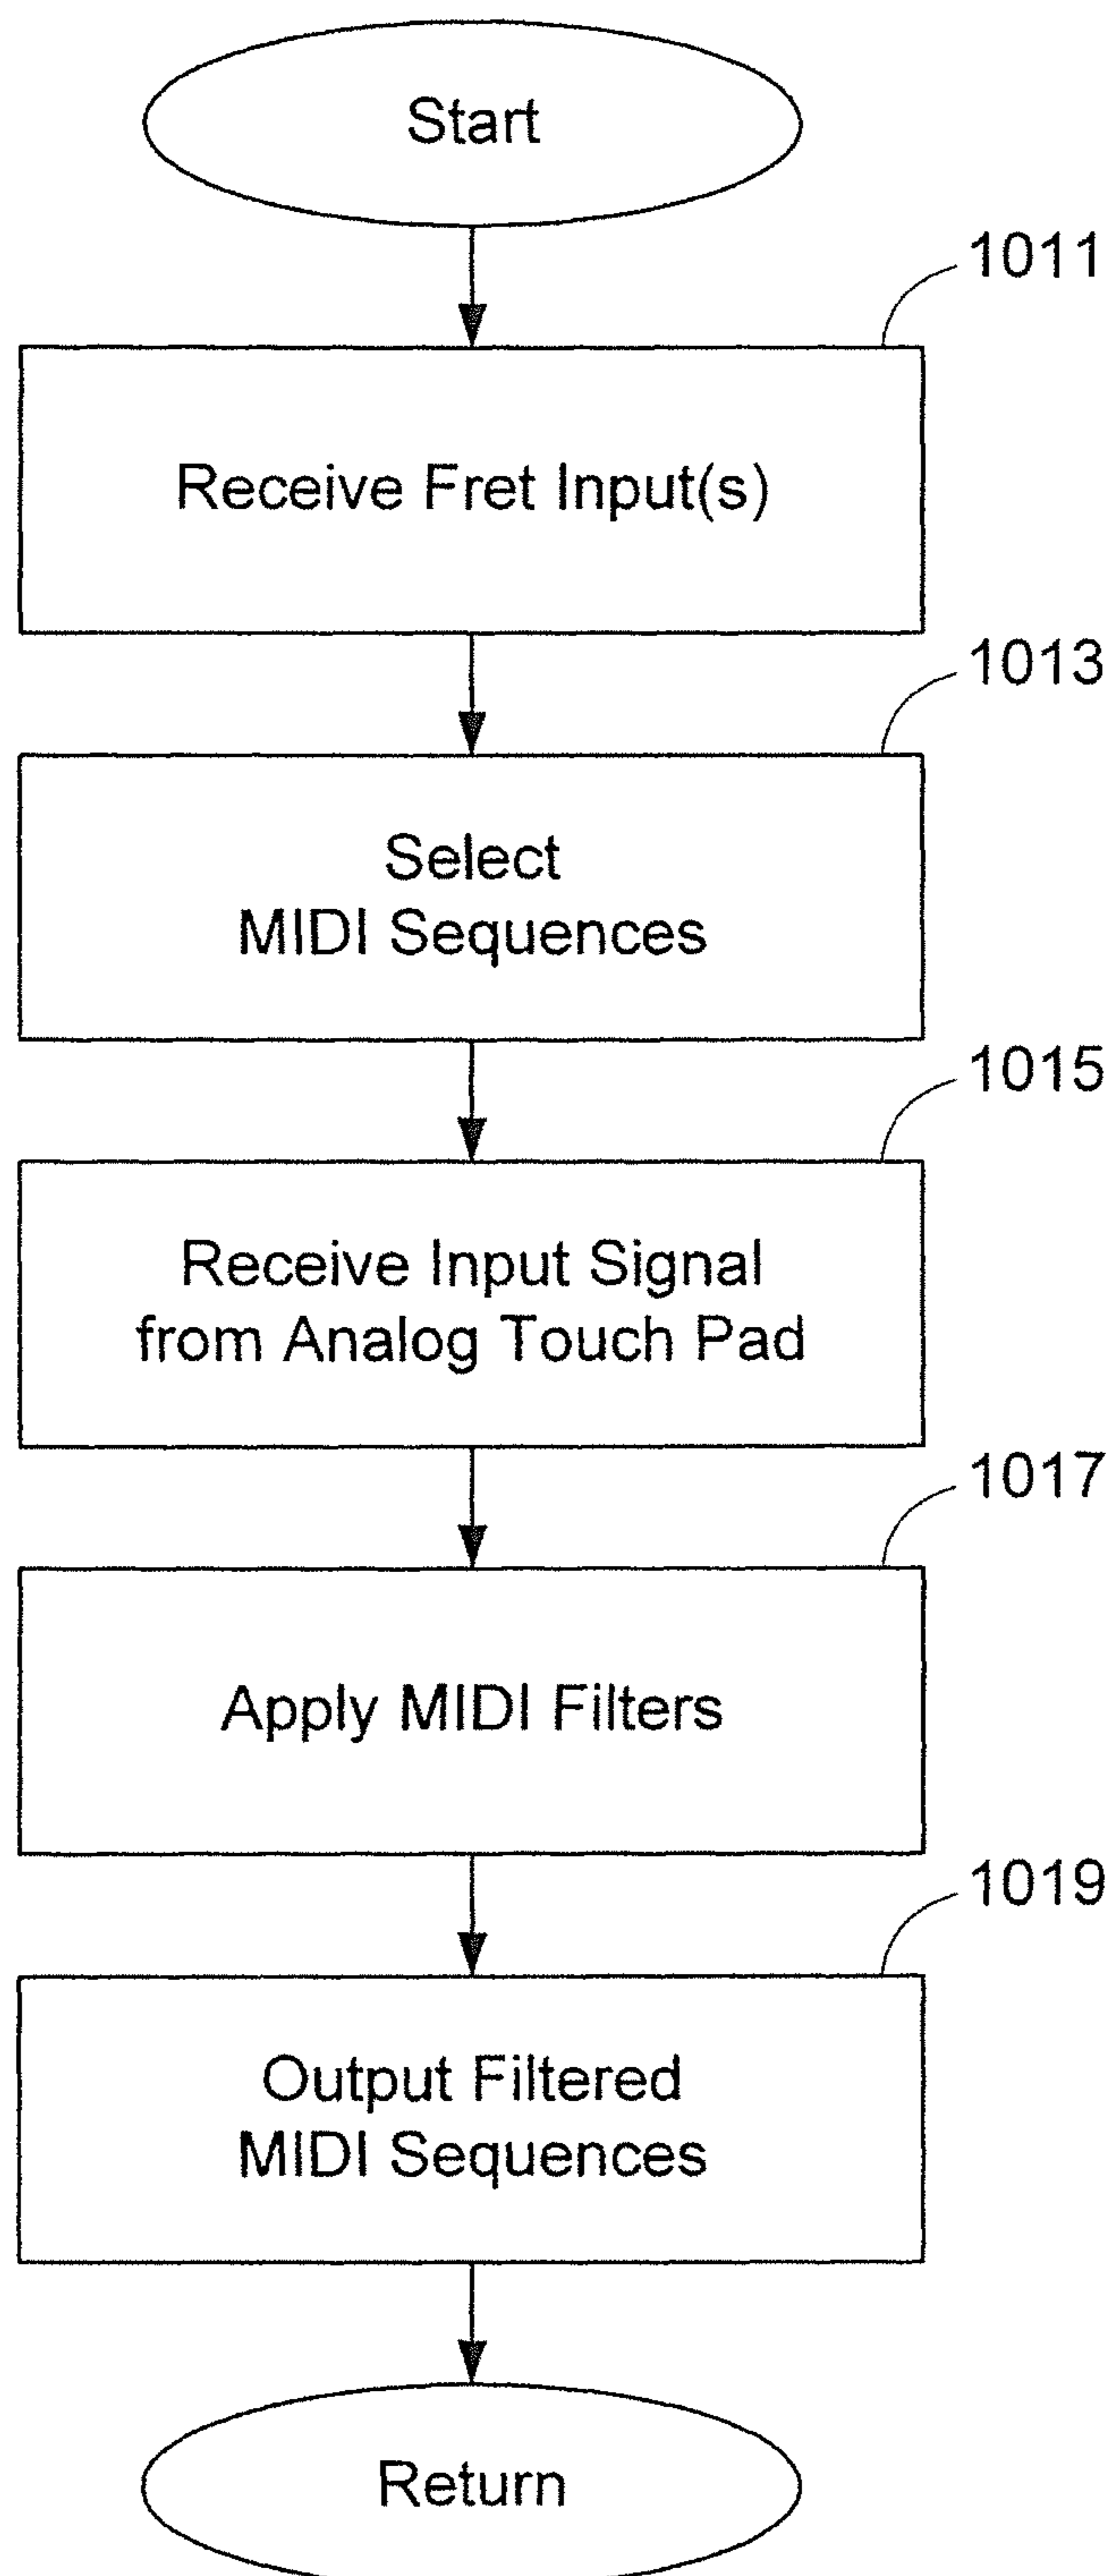 Start
1011
Receive Fret Input(s)
1013
Select
MIDI Sequences
1015
Receive Input Signal
from Analog Touch Pad
1017
Apply MIDI Filters
1019
Output Filtered
MIDI Sequences
Return